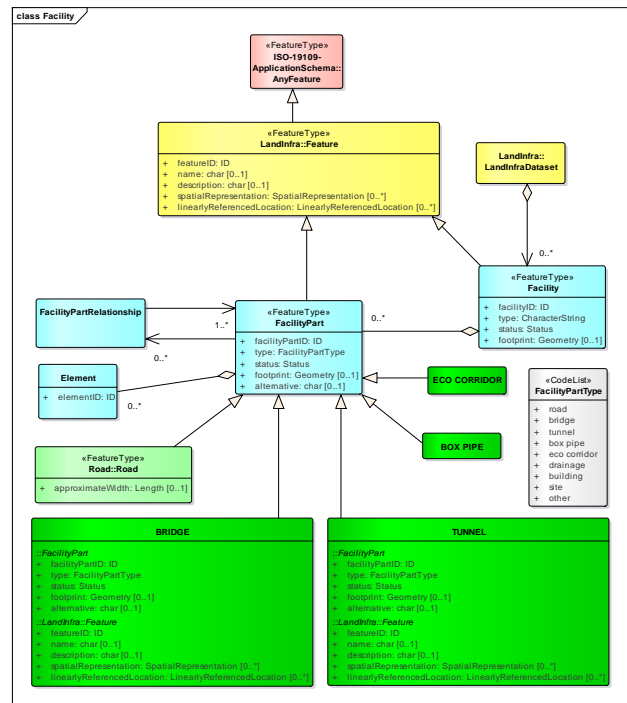 class Facility
«FeatureType»
ISO-19109-
ApplicationSchema::
AnyFeature
«FeatureType»
LandInfra::Feature
+ featureID: ID
+ name: char [0..1]
+ description: char [0..1]
+ spatialRepresentation: SpatialRepresentation [0..*]
+ linearlyReferencedLocation: LinearlyReferencedLocation [0..*]
LandInfra::
LandInfraDataset
0..*
«FeatureType»
Facility
+ facilityID: ID
+ type: CharacterString
+ status: Status
+ footprint: Geometry [0..1]
FacilityPartRelationship
1..*
0..*
«FeatureType»
FacilityPart
+ facilityPartID: ID
+ type: FacilityPartType
+ status: Status
+ footprint: Geometry [0..1]
+ alternative: char [0..1]
0..*
Element
+ elementID: ID
0..*
ECO CORRIDOR
BOX PIPE
«CodeList»
FacilityPartType
+ road
+ bridge
+ tunnel
+ box pipe
+ eco corridor
+ drainage
+ building
+ site
+ other
«FeatureType»
Road::Road
+ approximateWidth: Length [0..1]
BRIDGE
::FacilityPart
+ facilityPartID: ID
+ type: FacilityPartType
+ status: Status
+ footprint: Geometry [0..1]
+ alternative: char [0..1]
::LandInfra::Feature
+ featureID: ID
+ name: char [0..1]
+ description: char [0..1]
+ spatialRepresentation: SpatialRepresentation [0..*]
+ linearlyReferencedLocation: LinearlyReferencedLocation [0..*]
TUNNEL
::FacilityPart
+ facilityPartID: ID
+ type: FacilityPartType
+ status: Status
+ footprint: Geometry [0..1]
+ alternative: char [0..1]
::LandInfra::Feature
+ featureID: ID
+ name: char [0..1]
+ description: char [0..1]
+ spatialRepresentation: SpatialRepresentation [0..*]
+ linearlyReferencedLocation: LinearlyReferencedLocation [0..*]